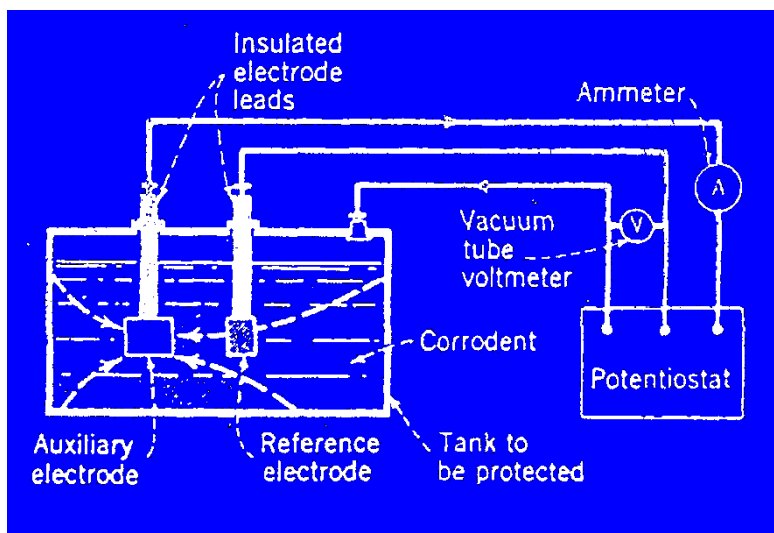 Insulated
electrode
leads
Ammeter
A
Vacuum
tube
voltmeter
V
Corrodent
Potentiostat
Auxiliary
electrode
Reference
electrode
Tank to
be protected